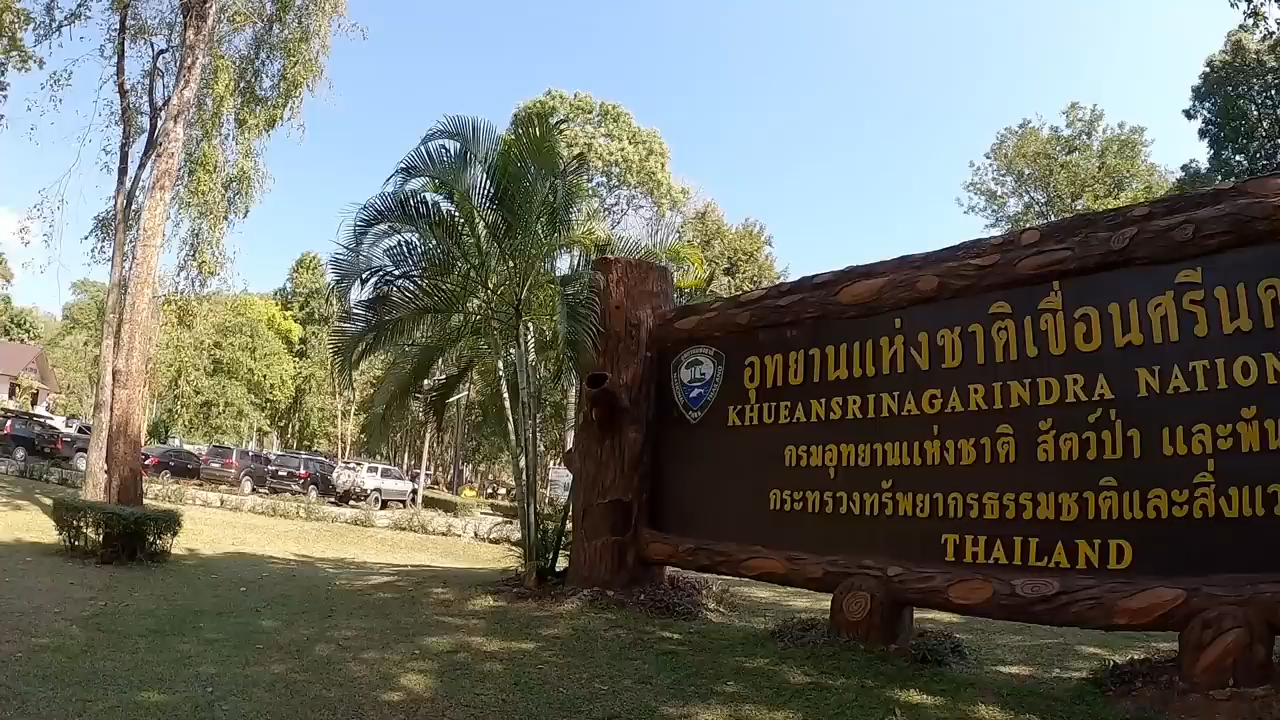 อุทยานแห่งชาติเขื่อนศรีน
KHUEANSRINAGARINDRA NATION
กรมอุทยานแห่งชาติ สัตว์ป่า และพัน
กระทรวงทรัพยากรธรรมชาติและสิ่งแว
THAILAND